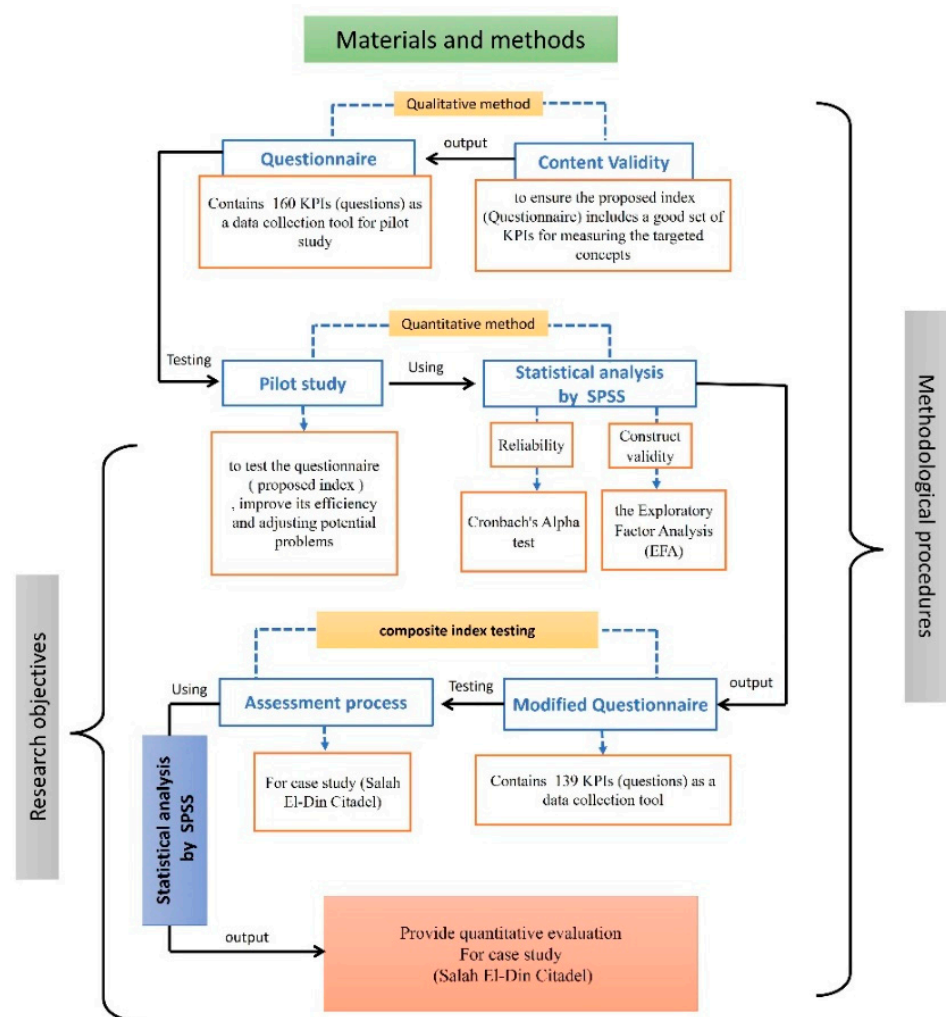 Materials and methods
Qualitative method
output
Questionnaire
Content Validity
Contains 160 KPIs (questions) as
a data collection tool for pilot
study
to ensure the proposed index
(Questionnaire) includes a good set of
KPIs for measuring the targeted
concepts
Quantitative method
Testing
Using
Pilot study
Statistical analysis
by SPSS
Reliability
Construct
validity
to test the questionnaire
( proposed index )
, improve its efficiency
and adjusting potential
problems
Cronbach's Alpha
test
the Exploratory
Factor Analysis
(EFA)
composite index testing
Using
Testing
output
Assessment process
Modified Questionnaire
For case study (Salah
El-Din Citadel)
Contains 139 KPIs (questions) as a
data collection tool
Statistical analysis
by SPSS
output
Provide quantitative evaluation
For case study
(Salah El-Din Citadel)
Research objectives
Methodological procedures